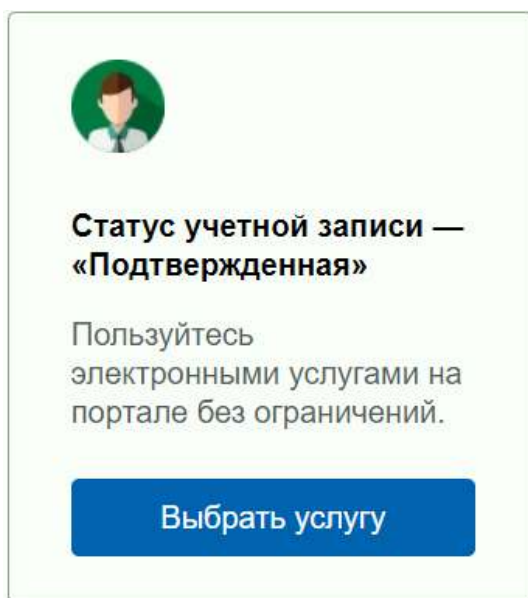 Статус учетной записи —
«Подтвержденная»
Пользуйтесь
электронными услугами на
портале без ограничений.
Выбрать услугу